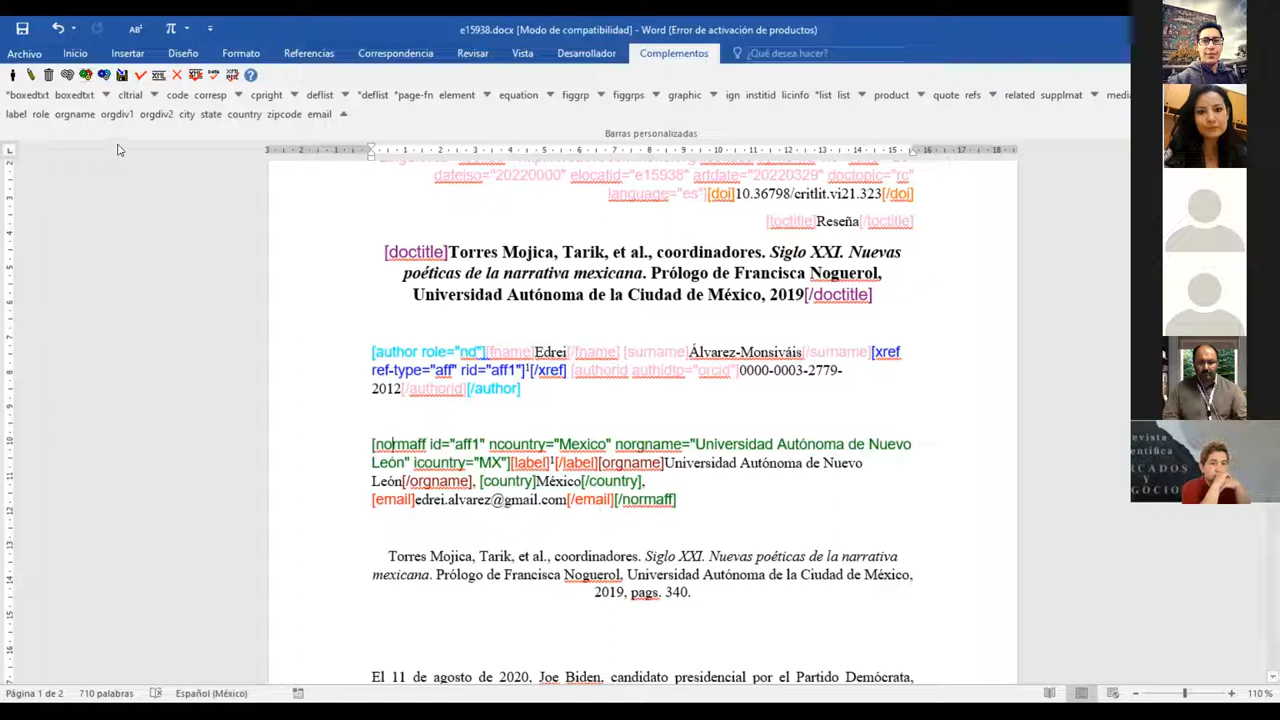 e15938.docx [Modo de compatibilidad] - Word (Error de activación de productos)
Archivo Inicio Insertar Diseño Formato Referencias Correspondencia Revisar Vista Desarrollador Complementos ¿Qué desea hacer?
*boxedtxt boxedtxt cltrial code corresp cpright deflist *deflist *page-fn element equation figgrp figgrps graphic ign institid licinfo *list list product quote refs related supplmat media
label role orgname orgdiv1 orgdiv2 city state country zipcode email
Barras personalizadas
dateiso="20220000" elocatid="e15938" artdate="20220329" doctopic="rc"
language="es"][doi]10.36798/critlit.vi21.323[/doi]
[toctitle]Reseña[/toctitle]
[doctitle]Torres Mojica, Tarik, et al., coordinadores. Siglo XXI. Nuevas
poéticas de la narrativa mexicana. Prólogo de Francisca Noguerol,
Universidad Autónoma de la Ciudad de México, 2019[/doctitle]
[author role="nd"][fname]Edrei[/fname] [surname]Álvarez-Monsiváis[/surname][xref
ref-type="aff" rid="aff1"]1[/xref] [authorid authidtp="orcid"]0000-0003-2779-
2012[/authorid][/author]
[normaff id="aff1" ncountry="Mexico" norgname="Universidad Autónoma de Nuevo
León" icountry="MX"][label]1[/label][orgname]Universidad Autónoma de Nuevo
León[/orgname], [country]México[/country],
[email]edrei.alvarez@gmail.com[/email][/normaff]
Torres Mojica, Tarik, et al., coordinadores. Siglo XXI. Nuevas poéticas de la narrativa
mexicana. Prólogo de Francisca Noguerol, Universidad Autónoma de la Ciudad de México,
2019, pags. 340.
El 11 de agosto de 2020, Joe Biden, candidato presidencial por el Partido Demócrata,
Página 1 de 2 710 palabras Español (México) 110 %